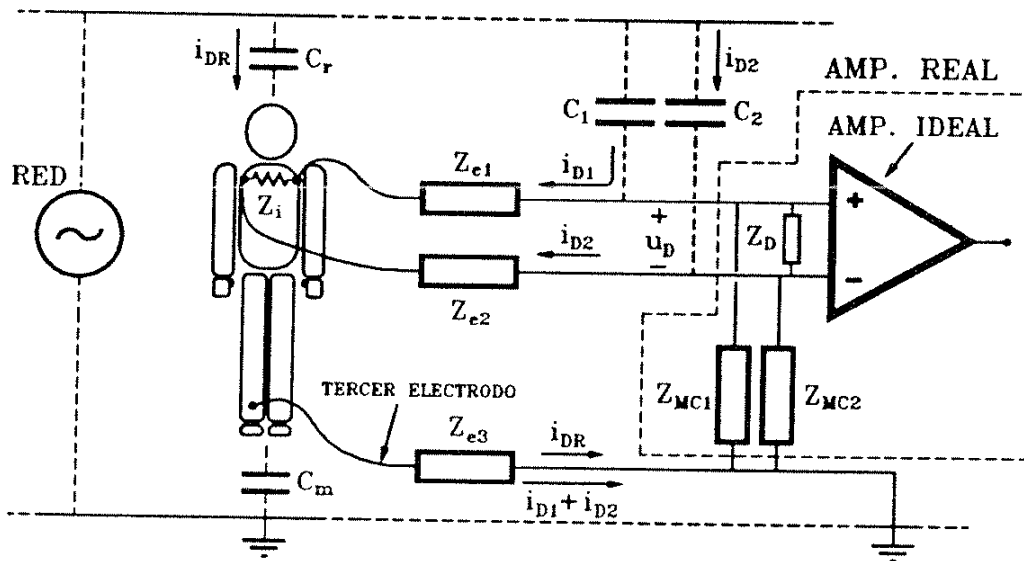 i_DR
C_r
i_D2
AMP. REAL
C_1
C_2
AMP. IDEAL
RED
Z_e1
i_D1
Z_i
+
u_D
−
Z_D
+
−
i_D2
Z_e2
TERCER ELECTRODO
Z_MC1
Z_MC2
Z_e3
i_DR
C_m
i_D1 + i_D2